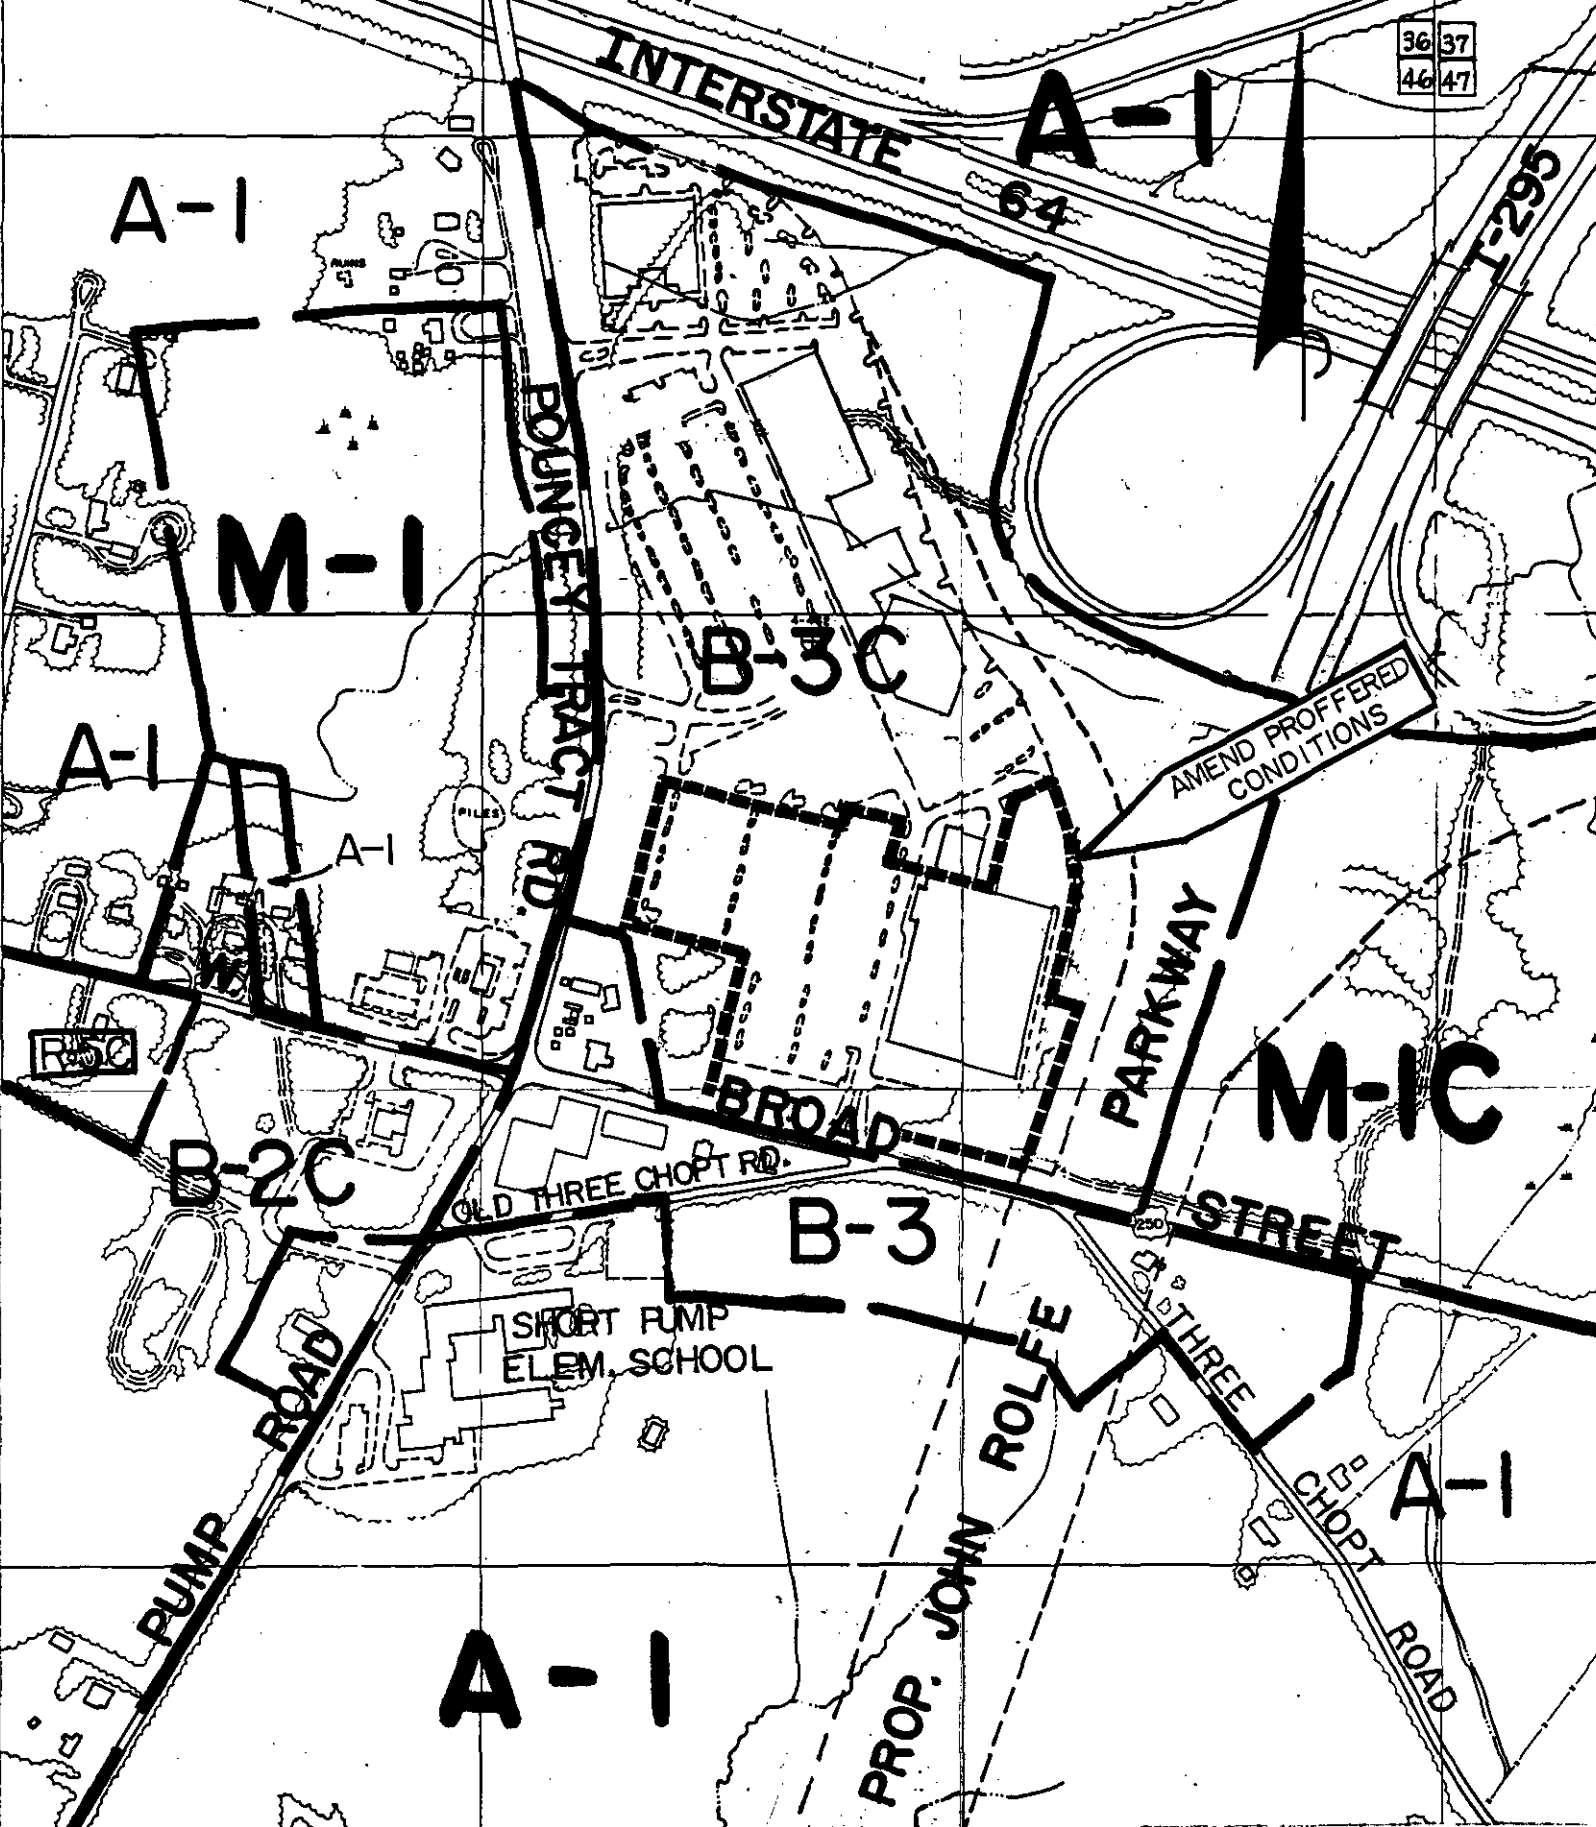 36 37
46 47
INTERSTATE
64
A-1
I-295
A-1
RUINS
POUNCEY TRACT RD
M-1
B-3C
AMEND PROFFERED
CONDITIONS
A-1
PILES
A-1
W.
PARKWAY
R-5C
M-1C
BROAD
STREET
250
B-2C
OLD THREE CHOPT RD.
B-3
SHORT PUMP
ELEM. SCHOOL
THREE
CHOPT
ROAD
PUMP ROAD
A-1
PROP. JOHN ROLFE
A-1